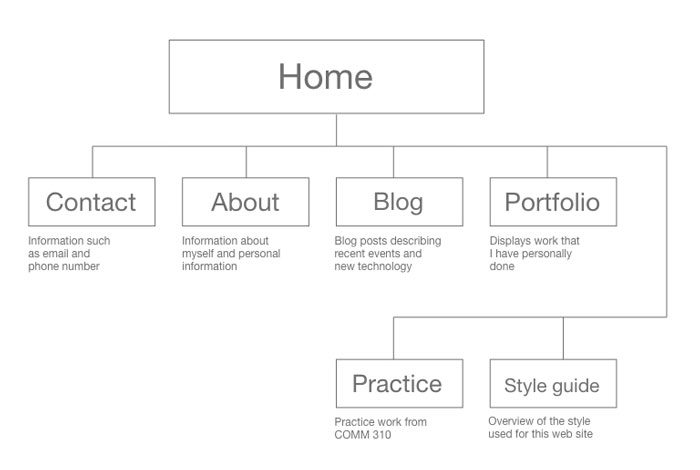 Home
Contact
About
Blog
Portfolio
Information such
as email and
phone number
Information about
myself and personal
information
Blog posts describing
recent events and
new technology
Displays work that
I have personally
done
Practice
Style guide
Practice work from
COMM 310
Overview of the style
used for this web site